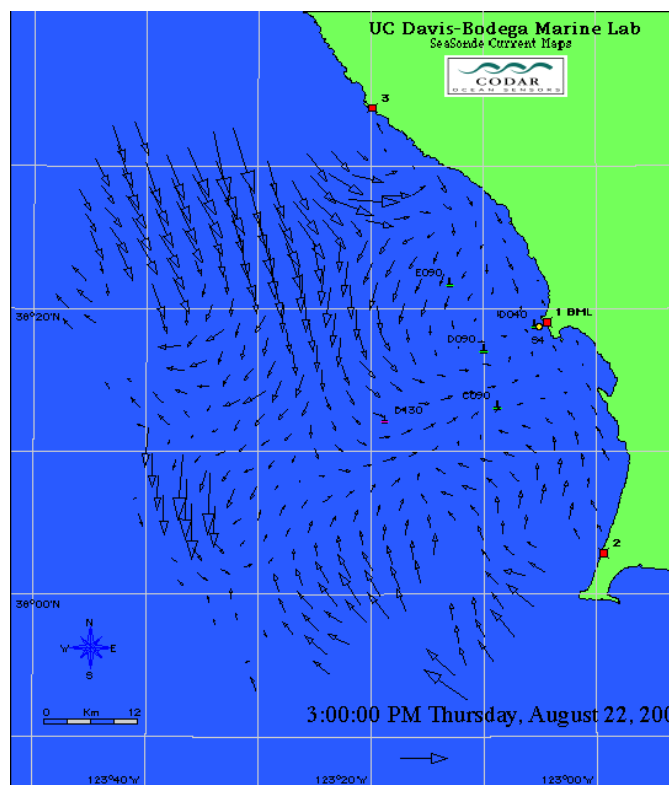 UC Davis-Bodega Marine Lab
SeaSonde Current Maps
CODAR
OCEAN SENSORS
3
E090
38°20'N
D040
1 BML
S4
D090
C090
D130
2
38°00'N
N
W E
S
0 Km 12
3:00:00 PM Thursday, August 22, 200
123°40'W 123°20'W 123°00'W